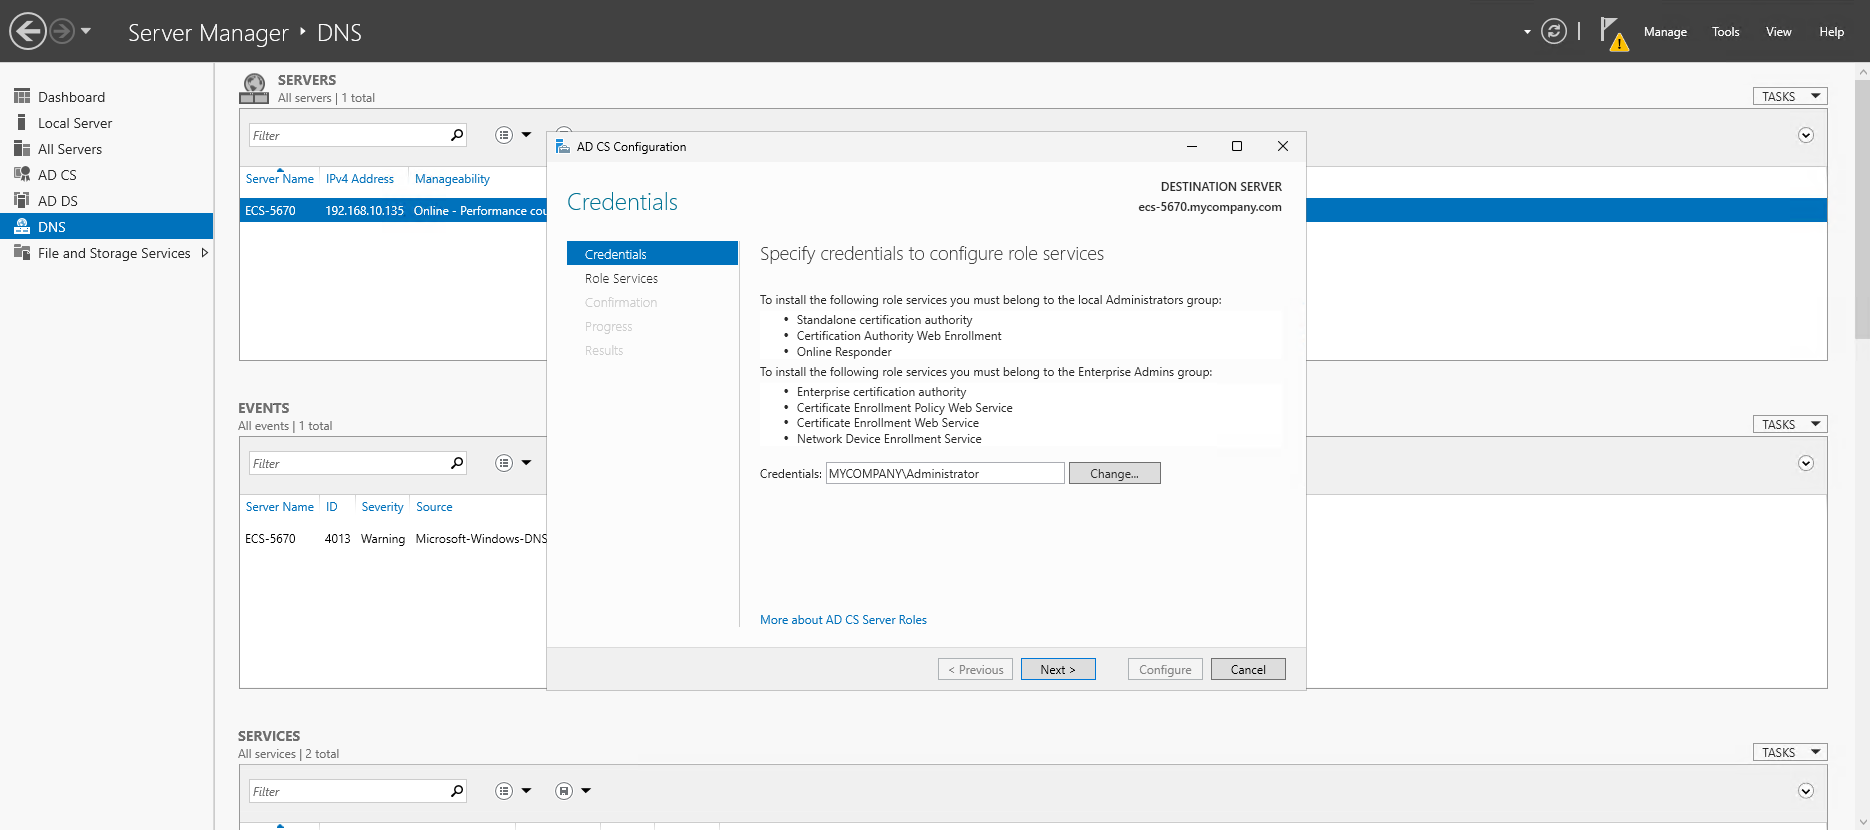 Server Manager ‣ DNS
Manage Tools View Help
Dashboard
Local Server
All Servers
AD CS
AD DS
DNS
File and Storage Services
SERVERS
All servers | 1 total
TASKS
Filter
Server Name IPv4 Address Manageability
ECS-5670 192.168.10.135 Online - Performance cou
EVENTS
All events | 1 total
TASKS
Filter
Server Name ID Severity Source
ECS-5670 4013 Warning Microsoft-Windows-DNS
SERVICES
All services | 2 total
TASKS
Filter
AD CS Configuration
Credentials
DESTINATION SERVER
ecs-5670.mycompany.com
Credentials
Role Services
Confirmation
Progress
Results
Specify credentials to configure role services
To install the following role services you must belong to the local Administrators group:
• Standalone certification authority
• Certification Authority Web Enrollment
• Online Responder
To install the following role services you must belong to the Enterprise Admins group:
• Enterprise certification authority
• Certificate Enrollment Policy Web Service
• Certificate Enrollment Web Service
• Network Device Enrollment Service
Credentials: MYCOMPANY\Administrator Change...
More about AD CS Server Roles
< Previous Next > Configure Cancel